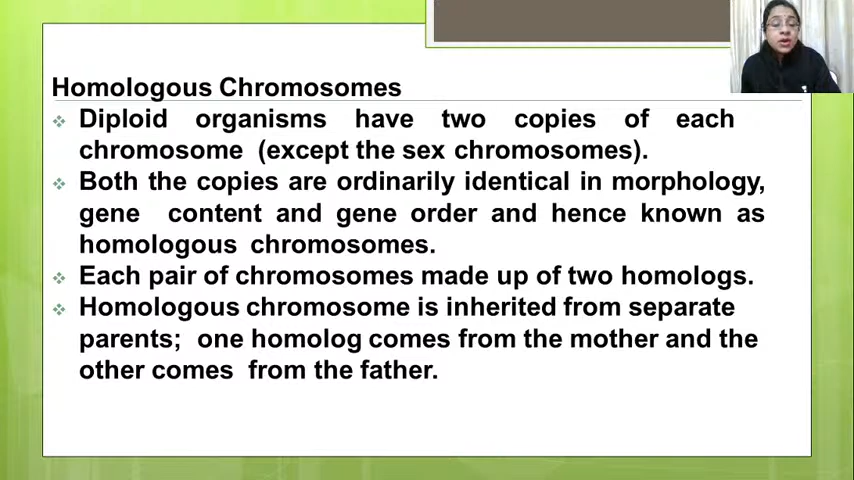 Homologous Chromosomes
Diploid organisms have two copies of each
chromosome (except the sex chromosomes).
Both the copies are ordinarily identical in morphology,
gene content and gene order and hence known as
homologous chromosomes.
Each pair of chromosomes made up of two homologs.
Homologous chromosome is inherited from separate
parents; one homolog comes from the mother and the
other comes from the father.